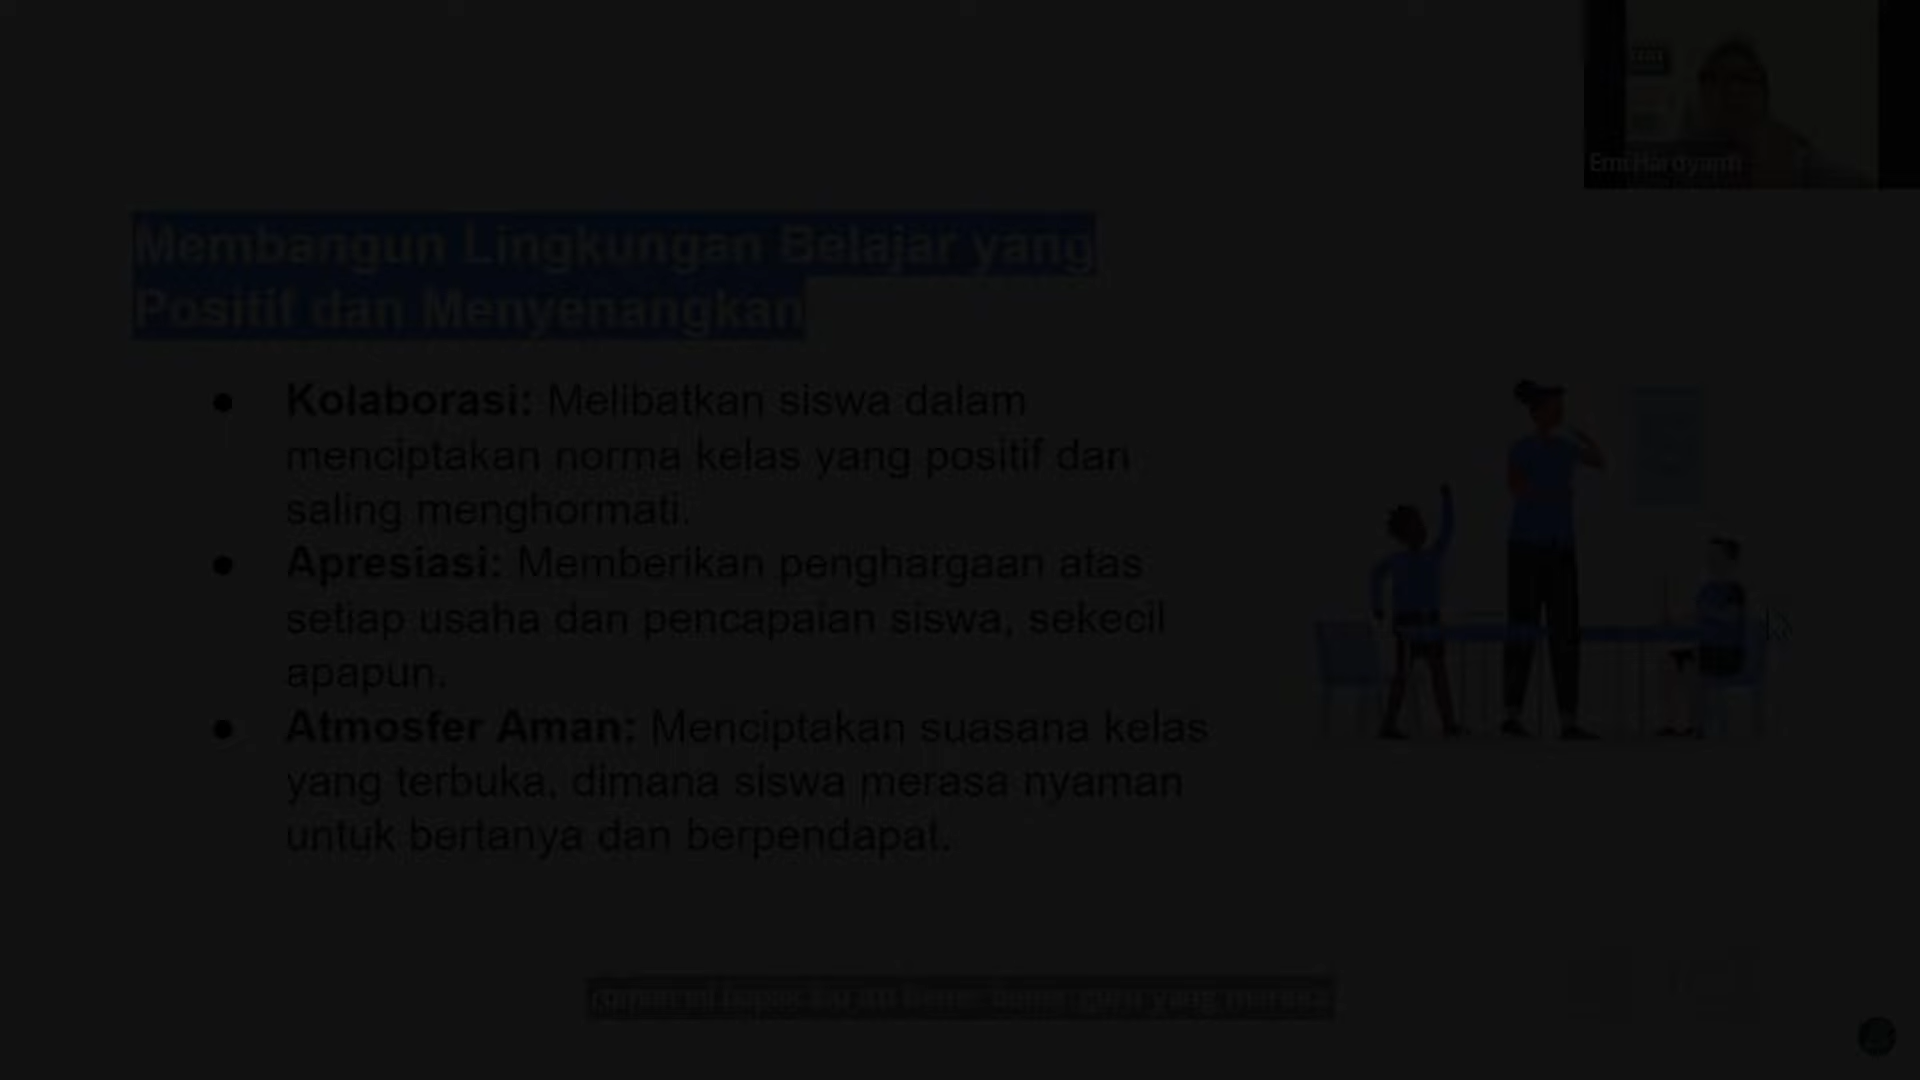 Emi Hardyanti
Membangun Lingkungan Belajar yang
Positif dan Menyenangkan
● Kolaborasi: Melibatkan siswa dalam
menciptakan norma kelas yang positif dan
saling menghormati.
● Apresiasi: Memberikan penghargaan atas
setiap usaha dan pencapaian siswa, sekecil
apapun.
● Atmosfer Aman: Menciptakan suasana kelas
yang terbuka, dimana siswa merasa nyaman
untuk bertanya dan berpendapat.